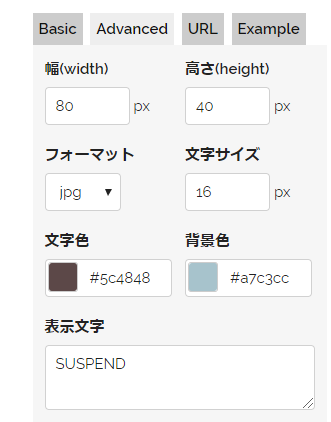 Basic Advanced URL Example
幅(width) 高さ(height)
80 px 40 px
フォーマット 文字サイズ
jpg 16 px
文字色 背景色
#5c4848 #a7c3cc
表示文字
SUSPEND